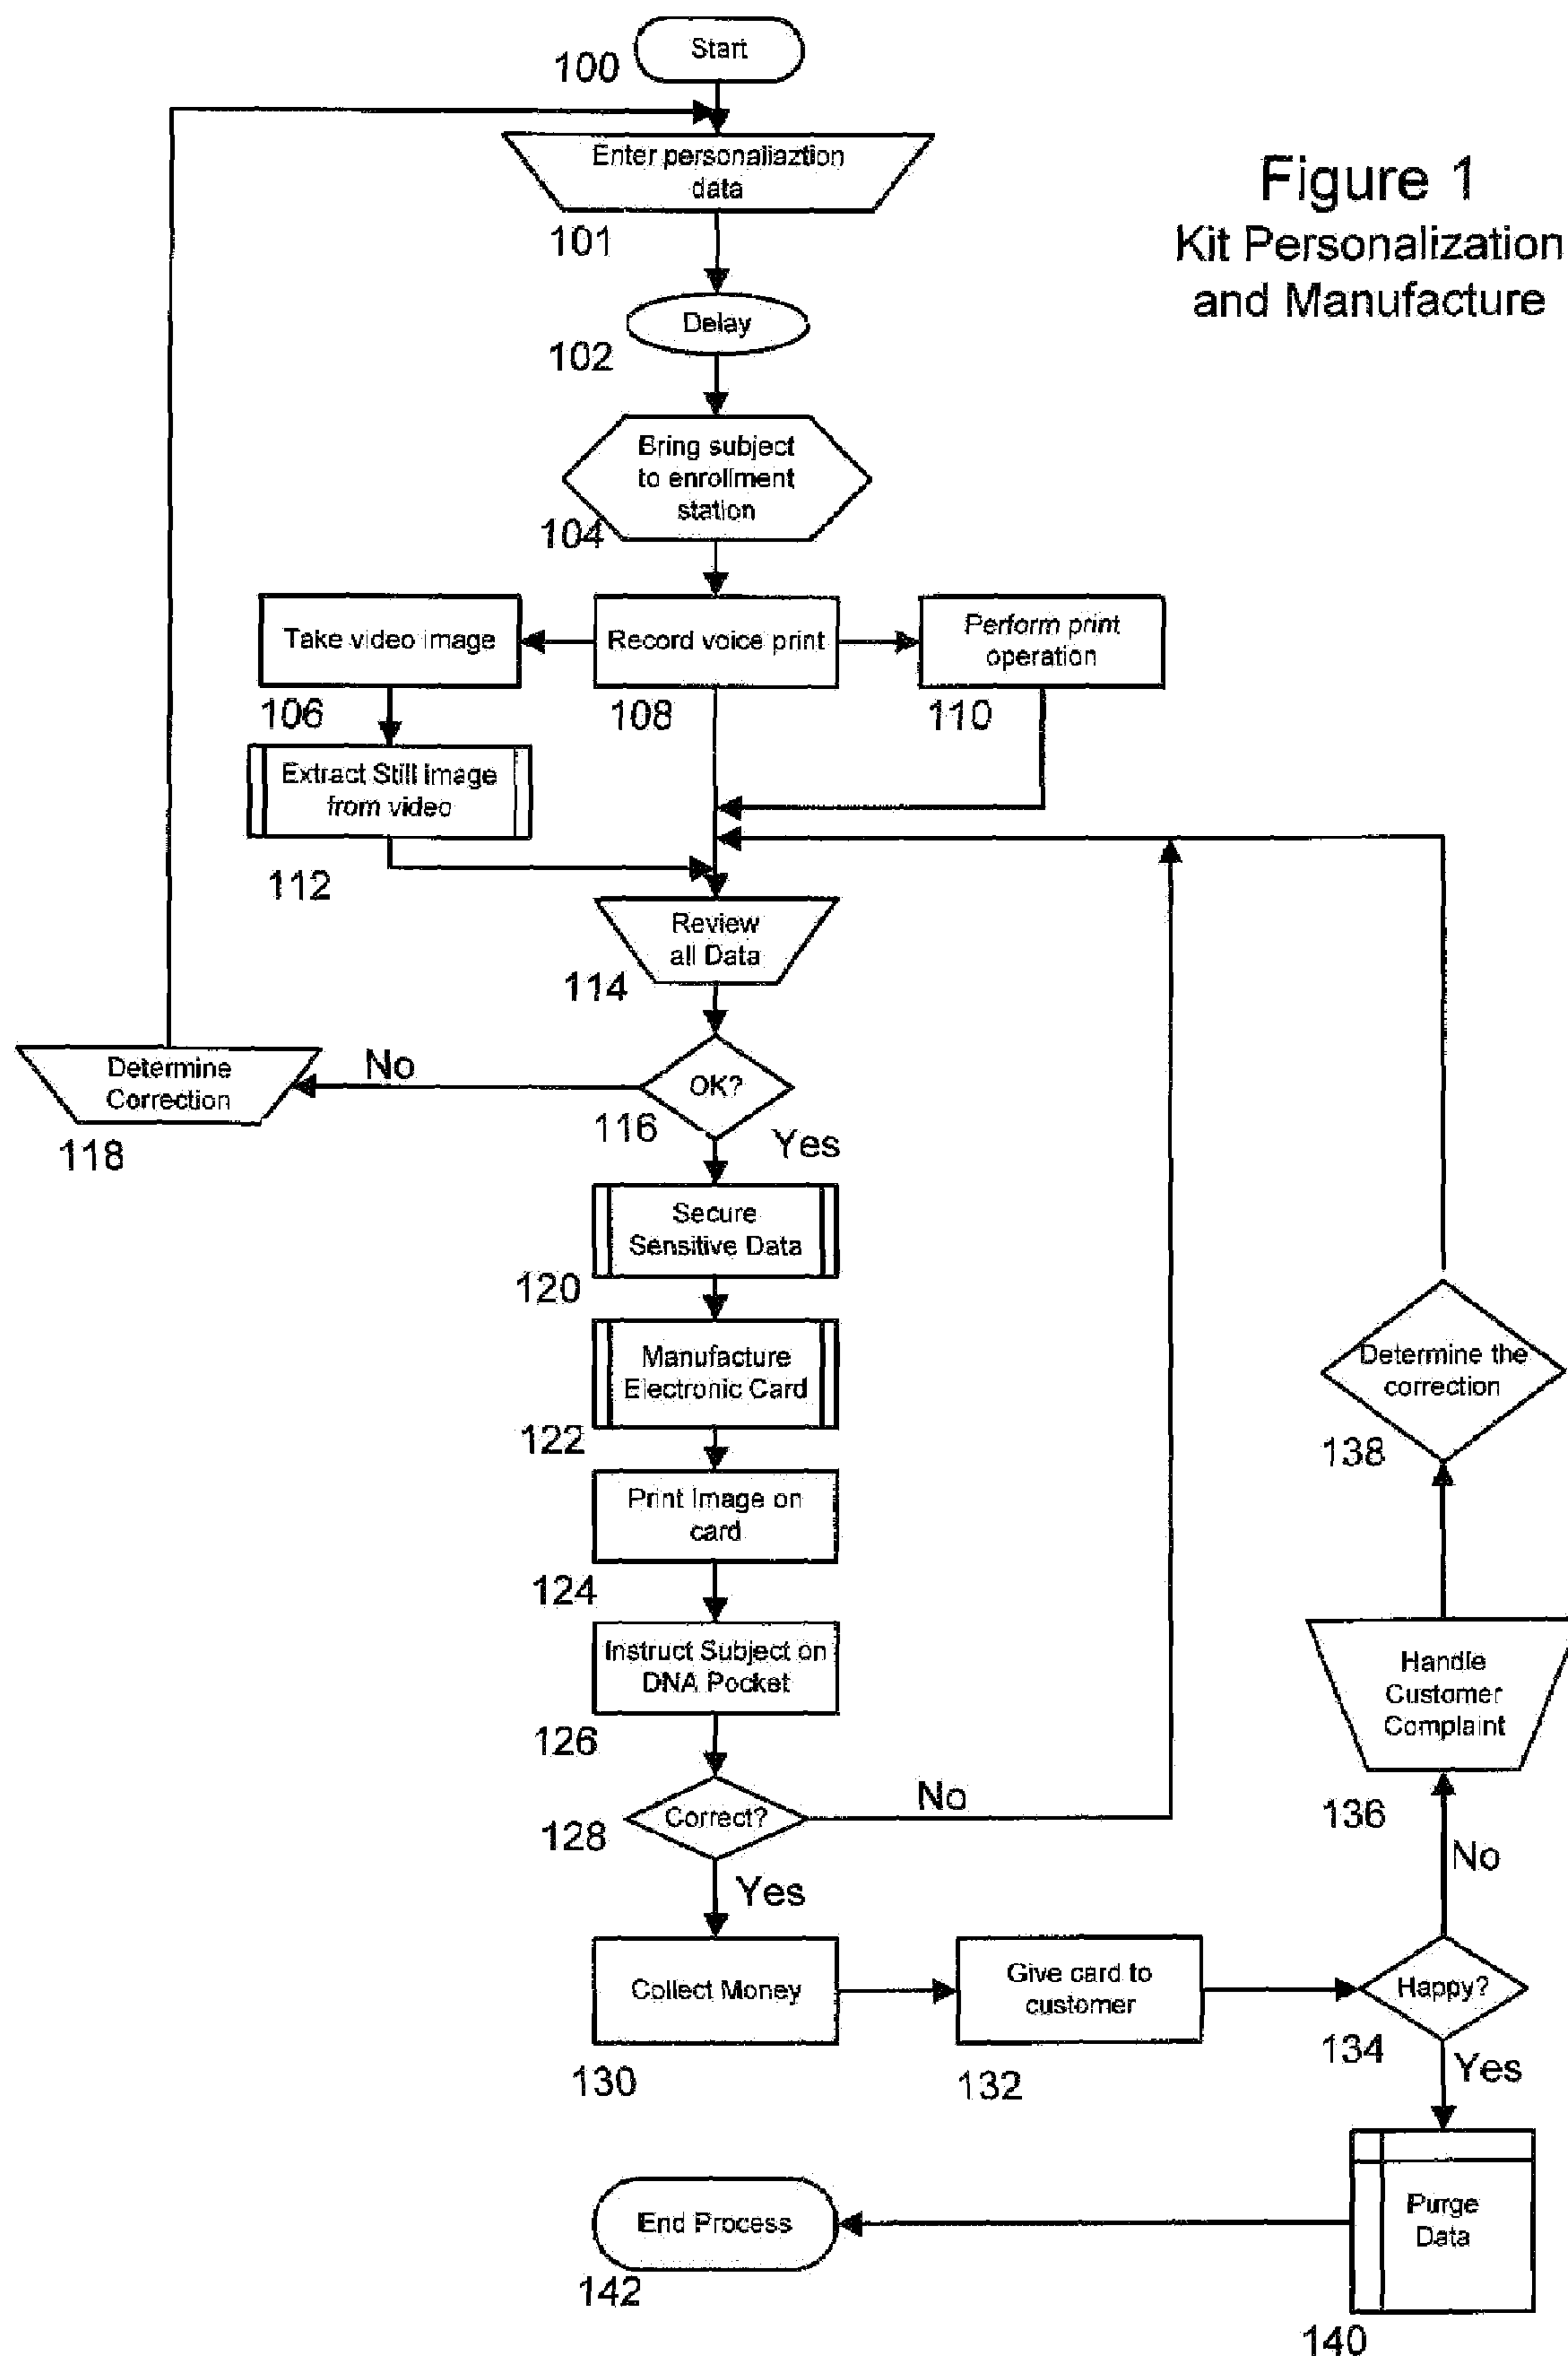 Start
100
Enter personaliaztion
data
101
Figure 1
Kit Personalization
and Manufacture
Delay
102
Bring subject
to enrollment
station
104
Take video image
106
Record voice print
108
Perform print
operation
110
Extract Still Image
from video
112
Review
all Data
114
OK?
116
No
Determine
Correction
118
Yes
Secure
Sensitive Data
120
Manufacture
Electronic Card
122
Print Image on
card
124
Instruct Subject on
DNA Pocket
126
Correct?
128
No
Yes
Collect Money
130
Give card to
customer
132
Happy?
134
No
Handle
Customer
Complaint
136
Determine the
correction
138
Yes
Purge
Data
140
End Process
142